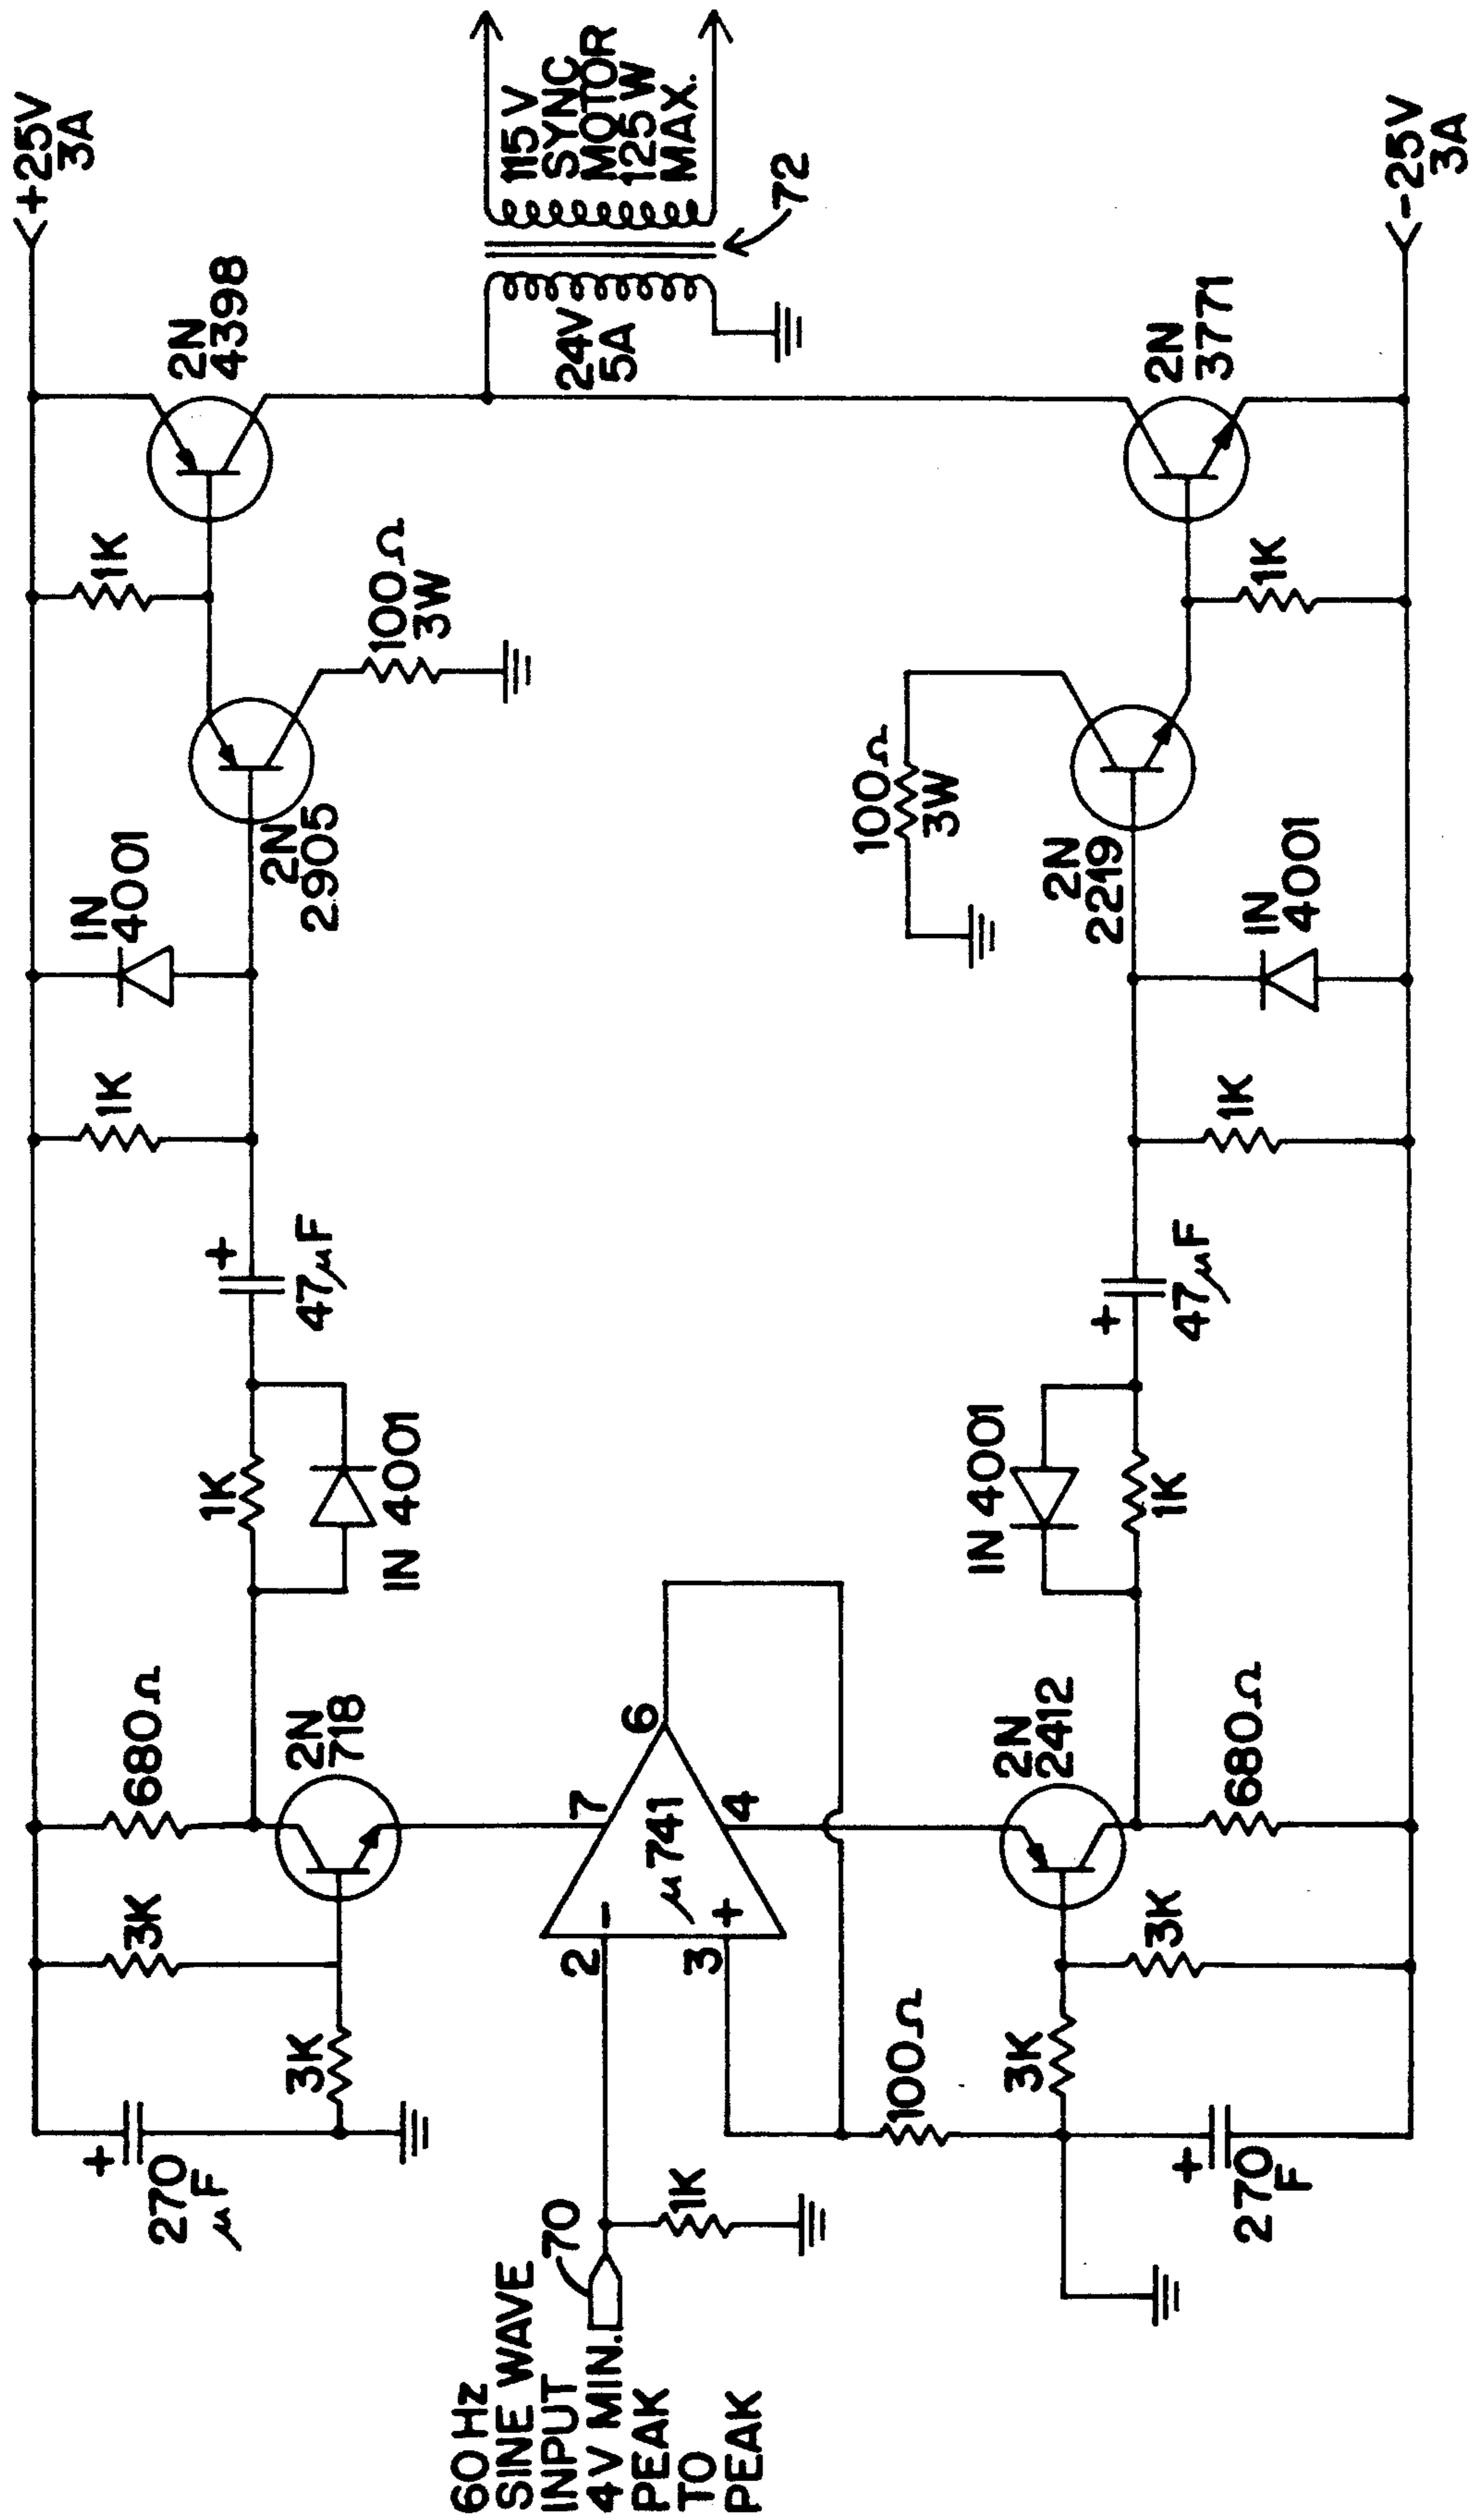 60 Hz
SINE WAVE
INPUT
4V MIN.
PEAK
TO
PEAK
70
1K
+
270
μF
3K
3K
680Ω
2N
718
2
-
3
+
μ741
7
6
4
100Ω
3K
3K
+
270
F
2N
2412
680Ω
1K
IN 4001
IN 4001
1K
+
47μF
+
47μF
1K
1K
IN
4001
IN
4001
2N
2905
2N
2219
100Ω
3W
100Ω
3W
1K
1K
2N
4398
2N
3771
24V
5A
72
115V
SYNC
MOTOR
125W
MAX.
+25V
3A
-25V
3A